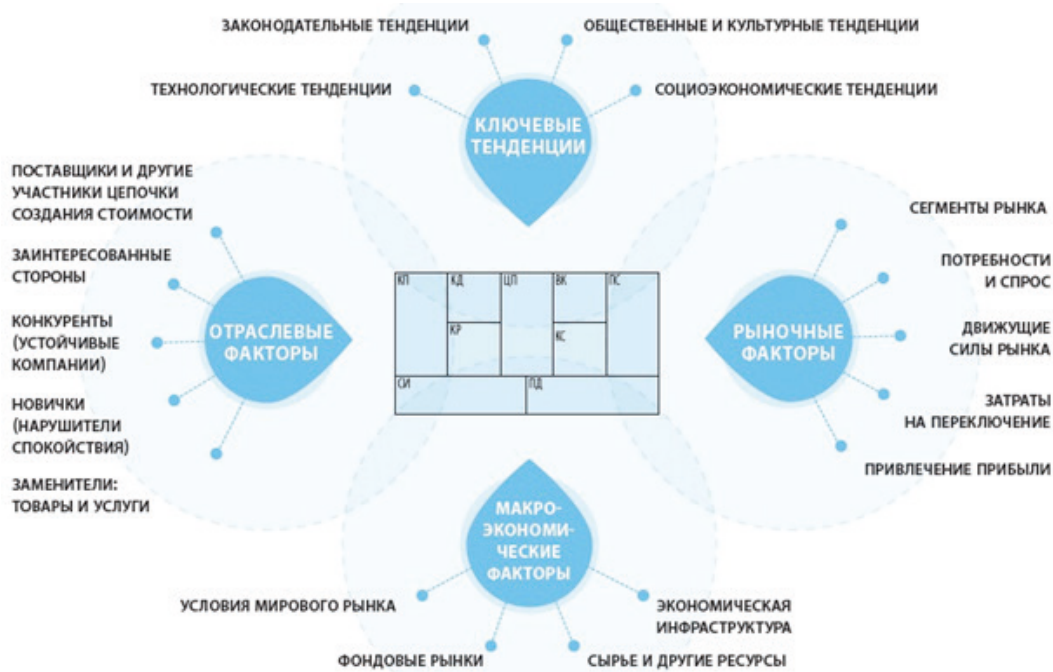 ЗАКОНОДАТЕЛЬНЫЕ ТЕНДЕНЦИИ
ОБЩЕСТВЕННЫЕ И КУЛЬТУРНЫЕ ТЕНДЕНЦИИ
ТЕХНОЛОГИЧЕСКИЕ ТЕНДЕНЦИИ
СОЦИОЭКОНОМИЧЕСКИЕ ТЕНДЕНЦИИ
КЛЮЧЕВЫЕ
ТЕНДЕНЦИИ
ПОСТАВЩИКИ И ДРУГИЕ
УЧАСТНИКИ ЦЕПОЧКИ
СОЗДАНИЯ СТОИМОСТИ
ЗАИНТЕРЕСОВАННЫЕ
СТОРОНЫ
КОНКУРЕНТЫ
(УСТОЙЧИВЫЕ
КОМПАНИИ)
НОВИЧКИ
(НАРУШИТЕЛИ
СПОКОЙСТВИЯ)
ЗАМЕНИТЕЛИ:
ТОВАРЫ И УСЛУГИ
ОТРАСЛЕВЫЕ
ФАКТОРЫ
КП
КД
ЦП
ВК
ПС
КР
КС
СИ
ПД
РЫНОЧНЫЕ
ФАКТОРЫ
СЕГМЕНТЫ РЫНКА
ПОТРЕБНОСТИ
И СПРОС
ДВИЖУЩИЕ
СИЛЫ РЫНКА
ЗАТРАТЫ
НА ПЕРЕКЛЮЧЕНИЕ
ПРИВЛЕЧЕНИЕ ПРИБЫЛИ
МАКРО-
ЭКОНОМИ-
ЧЕСКИЕ
ФАКТОРЫ
УСЛОВИЯ МИРОВОГО РЫНКА
ЭКОНОМИЧЕСКАЯ
ИНФРАСТРУКТУРА
ФОНДОВЫЕ РЫНКИ
СЫРЬЕ И ДРУГИЕ РЕСУРСЫ